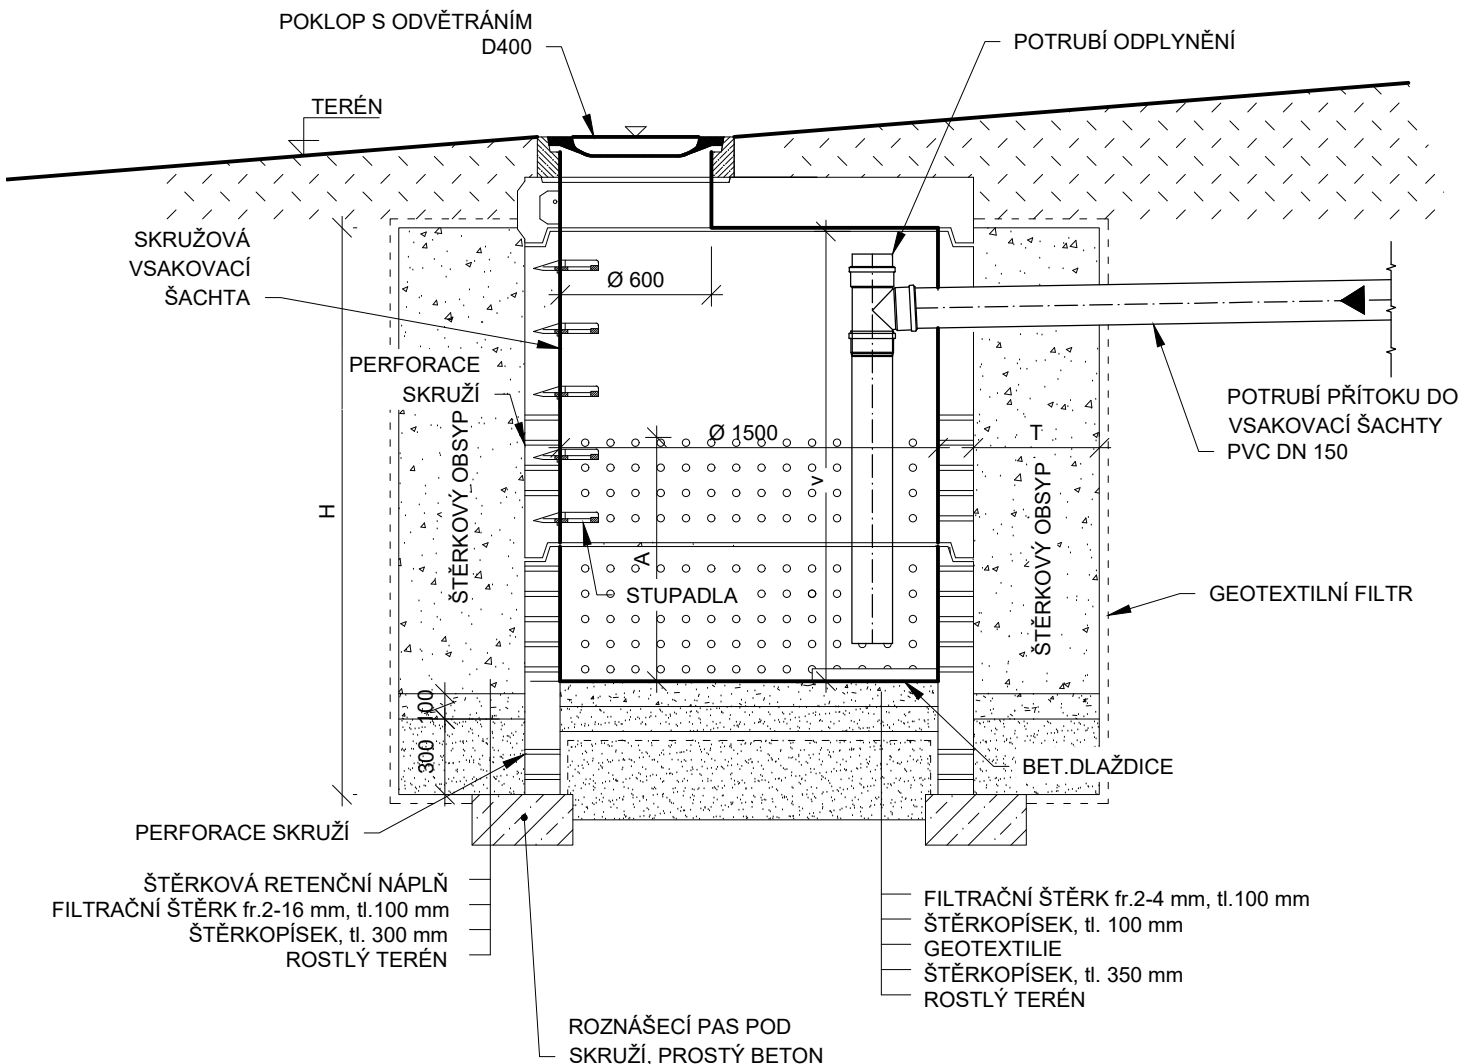 POKLOP S ODVĚTRÁNÍM
D400
POTRUBÍ ODPLYNĚNÍ
TERÉN
SKRUŽOVÁ
VSAKOVACÍ
ŠACHTA
Ø 600
PERFORACE
SKRUŽÍ
POTRUBÍ PŘÍTOKU DO
VSAKOVACÍ ŠACHTY
PVC DN 150
Ø 1500
T
v
H
A
ŠTĚRKOVÝ OBSYP
ŠTĚRKOVÝ OBSYP
STUPADLA
GEOTEXTILNÍ FILTR
100
300
BET.DLAŽDICE
PERFORACE SKRUŽÍ
ŠTĚRKOVÁ RETENČNÍ NÁPLŇ
FILTRAČNÍ ŠTĚRK fr.2-16 mm, tl.100 mm
ŠTĚRKOPÍSEK, tl. 300 mm
ROSTLÝ TERÉN
FILTRAČNÍ ŠTĚRK fr.2-4 mm, tl.100 mm
ŠTĚRKOPÍSEK, tl. 100 mm
GEOTEXTILIE
ŠTĚRKOPÍSEK, tl. 350 mm
ROSTLÝ TERÉN
ROZNÁŠECÍ PAS POD
SKRUŽÍ, PROSTÝ BETON